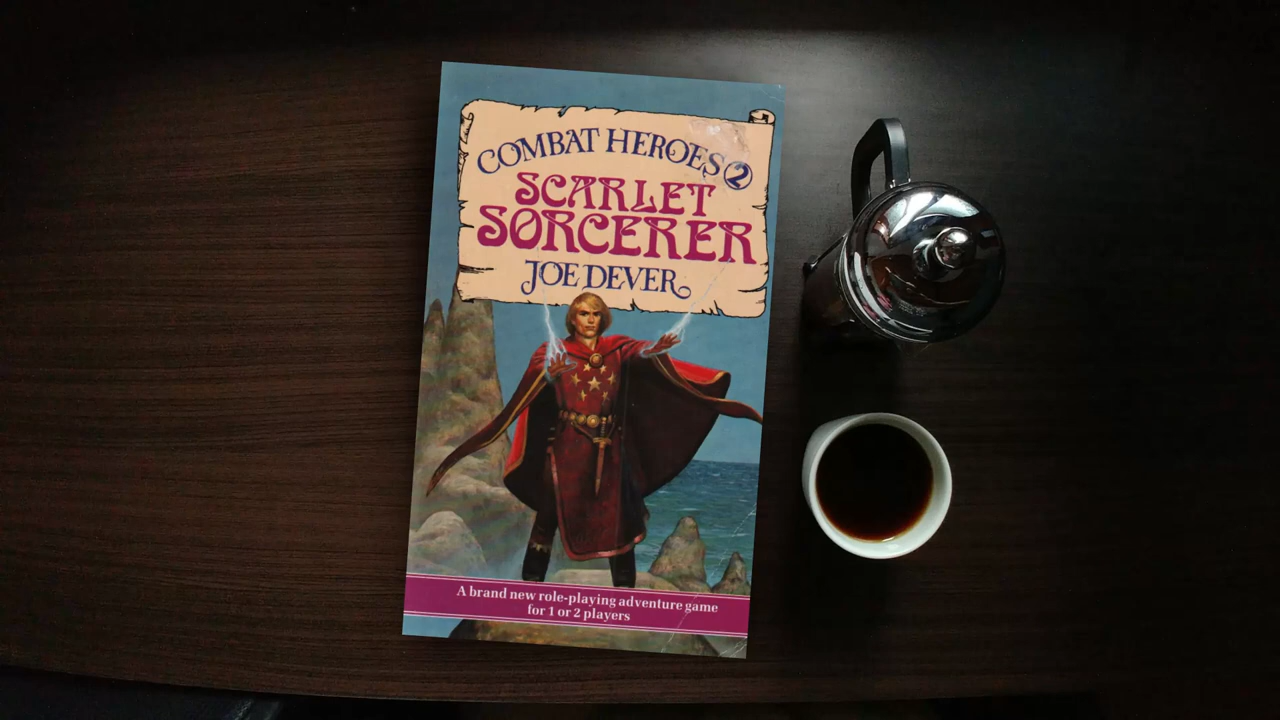 COMBAT HEROES 2
SCARLET
SORCERER
JOE DEVER
A brand new role-playing adventure game
for 1 or 2 players